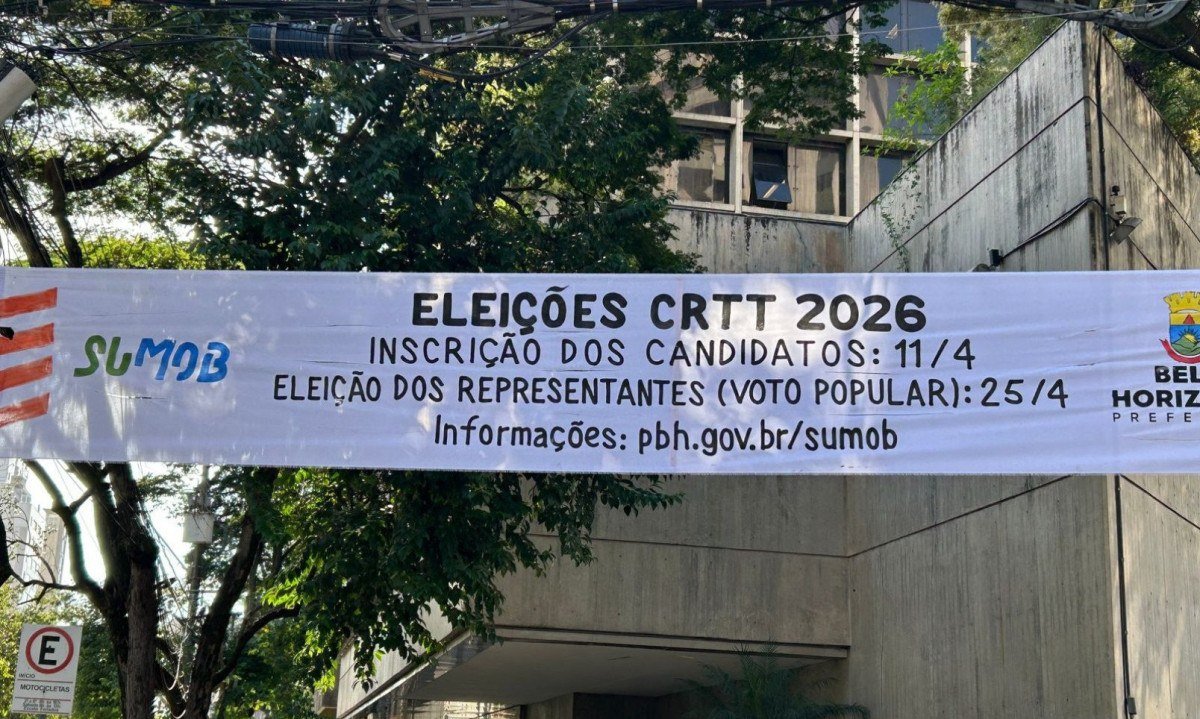 SUMOB
ELEIÇÕES CRTT 2026
INSCRIÇÃO DOS CANDIDATOS: 11/4
ELEIÇÃO DOS REPRESENTANTES (VOTO POPULAR): 25/4
Informações: pbh.gov.br/sumob
BEL
HORIZ
PREFE
E
INÍCIO
MOTOCICLETAS